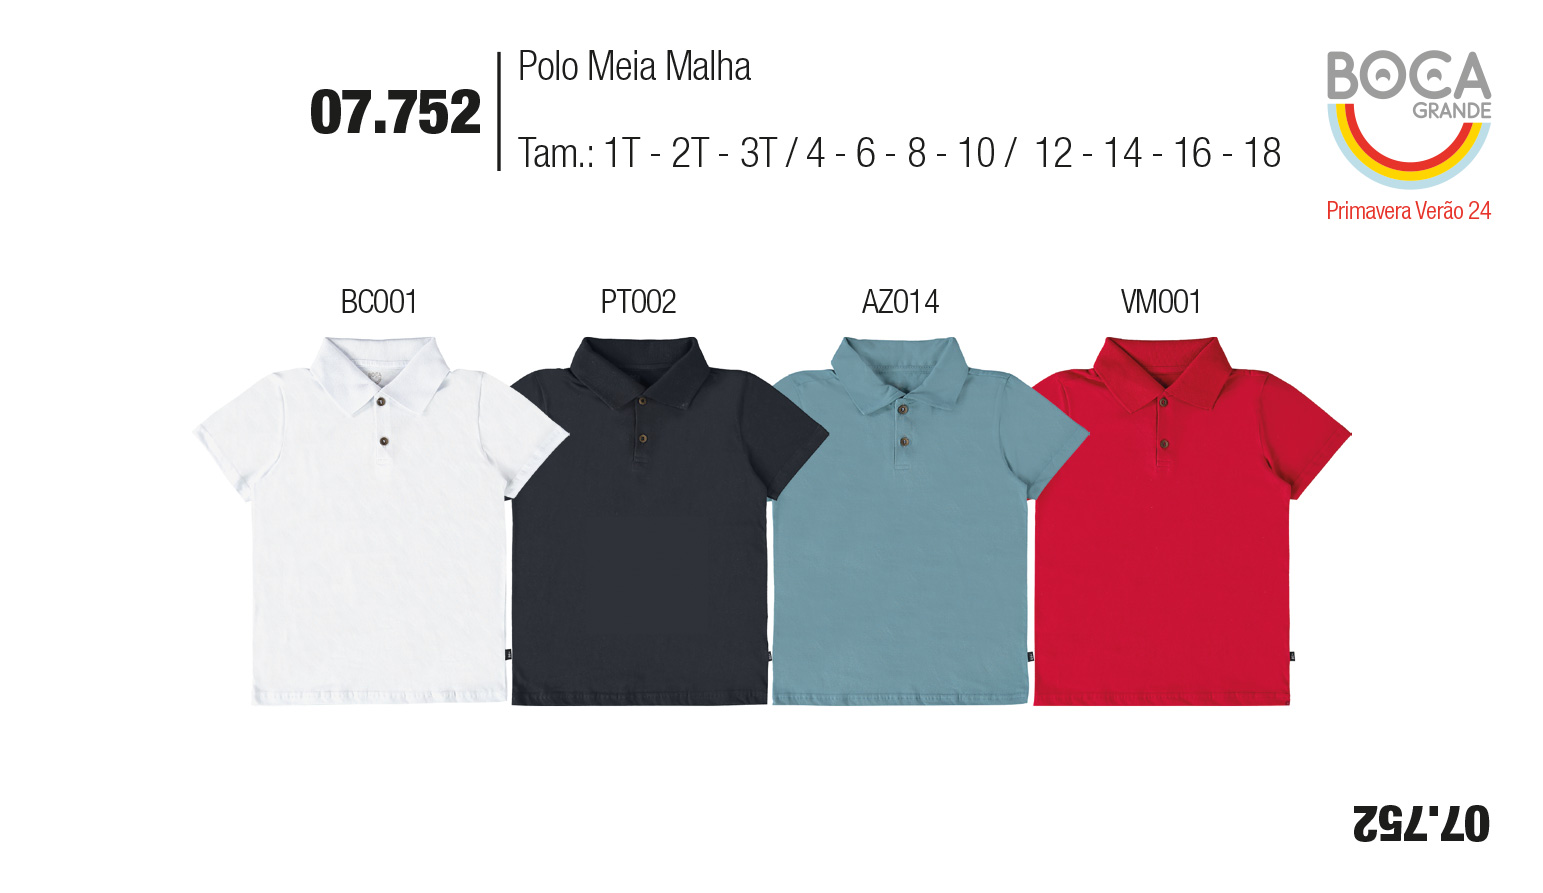 07.752
Polo Meia Malha
Tam.: 1T - 2T - 3T / 4 - 6 - 8 - 10 / 12 - 14 - 16 - 18
BOCA
GRANDE
Primavera Verão 24
BC001
PT002
AZ014
VM001
07.752